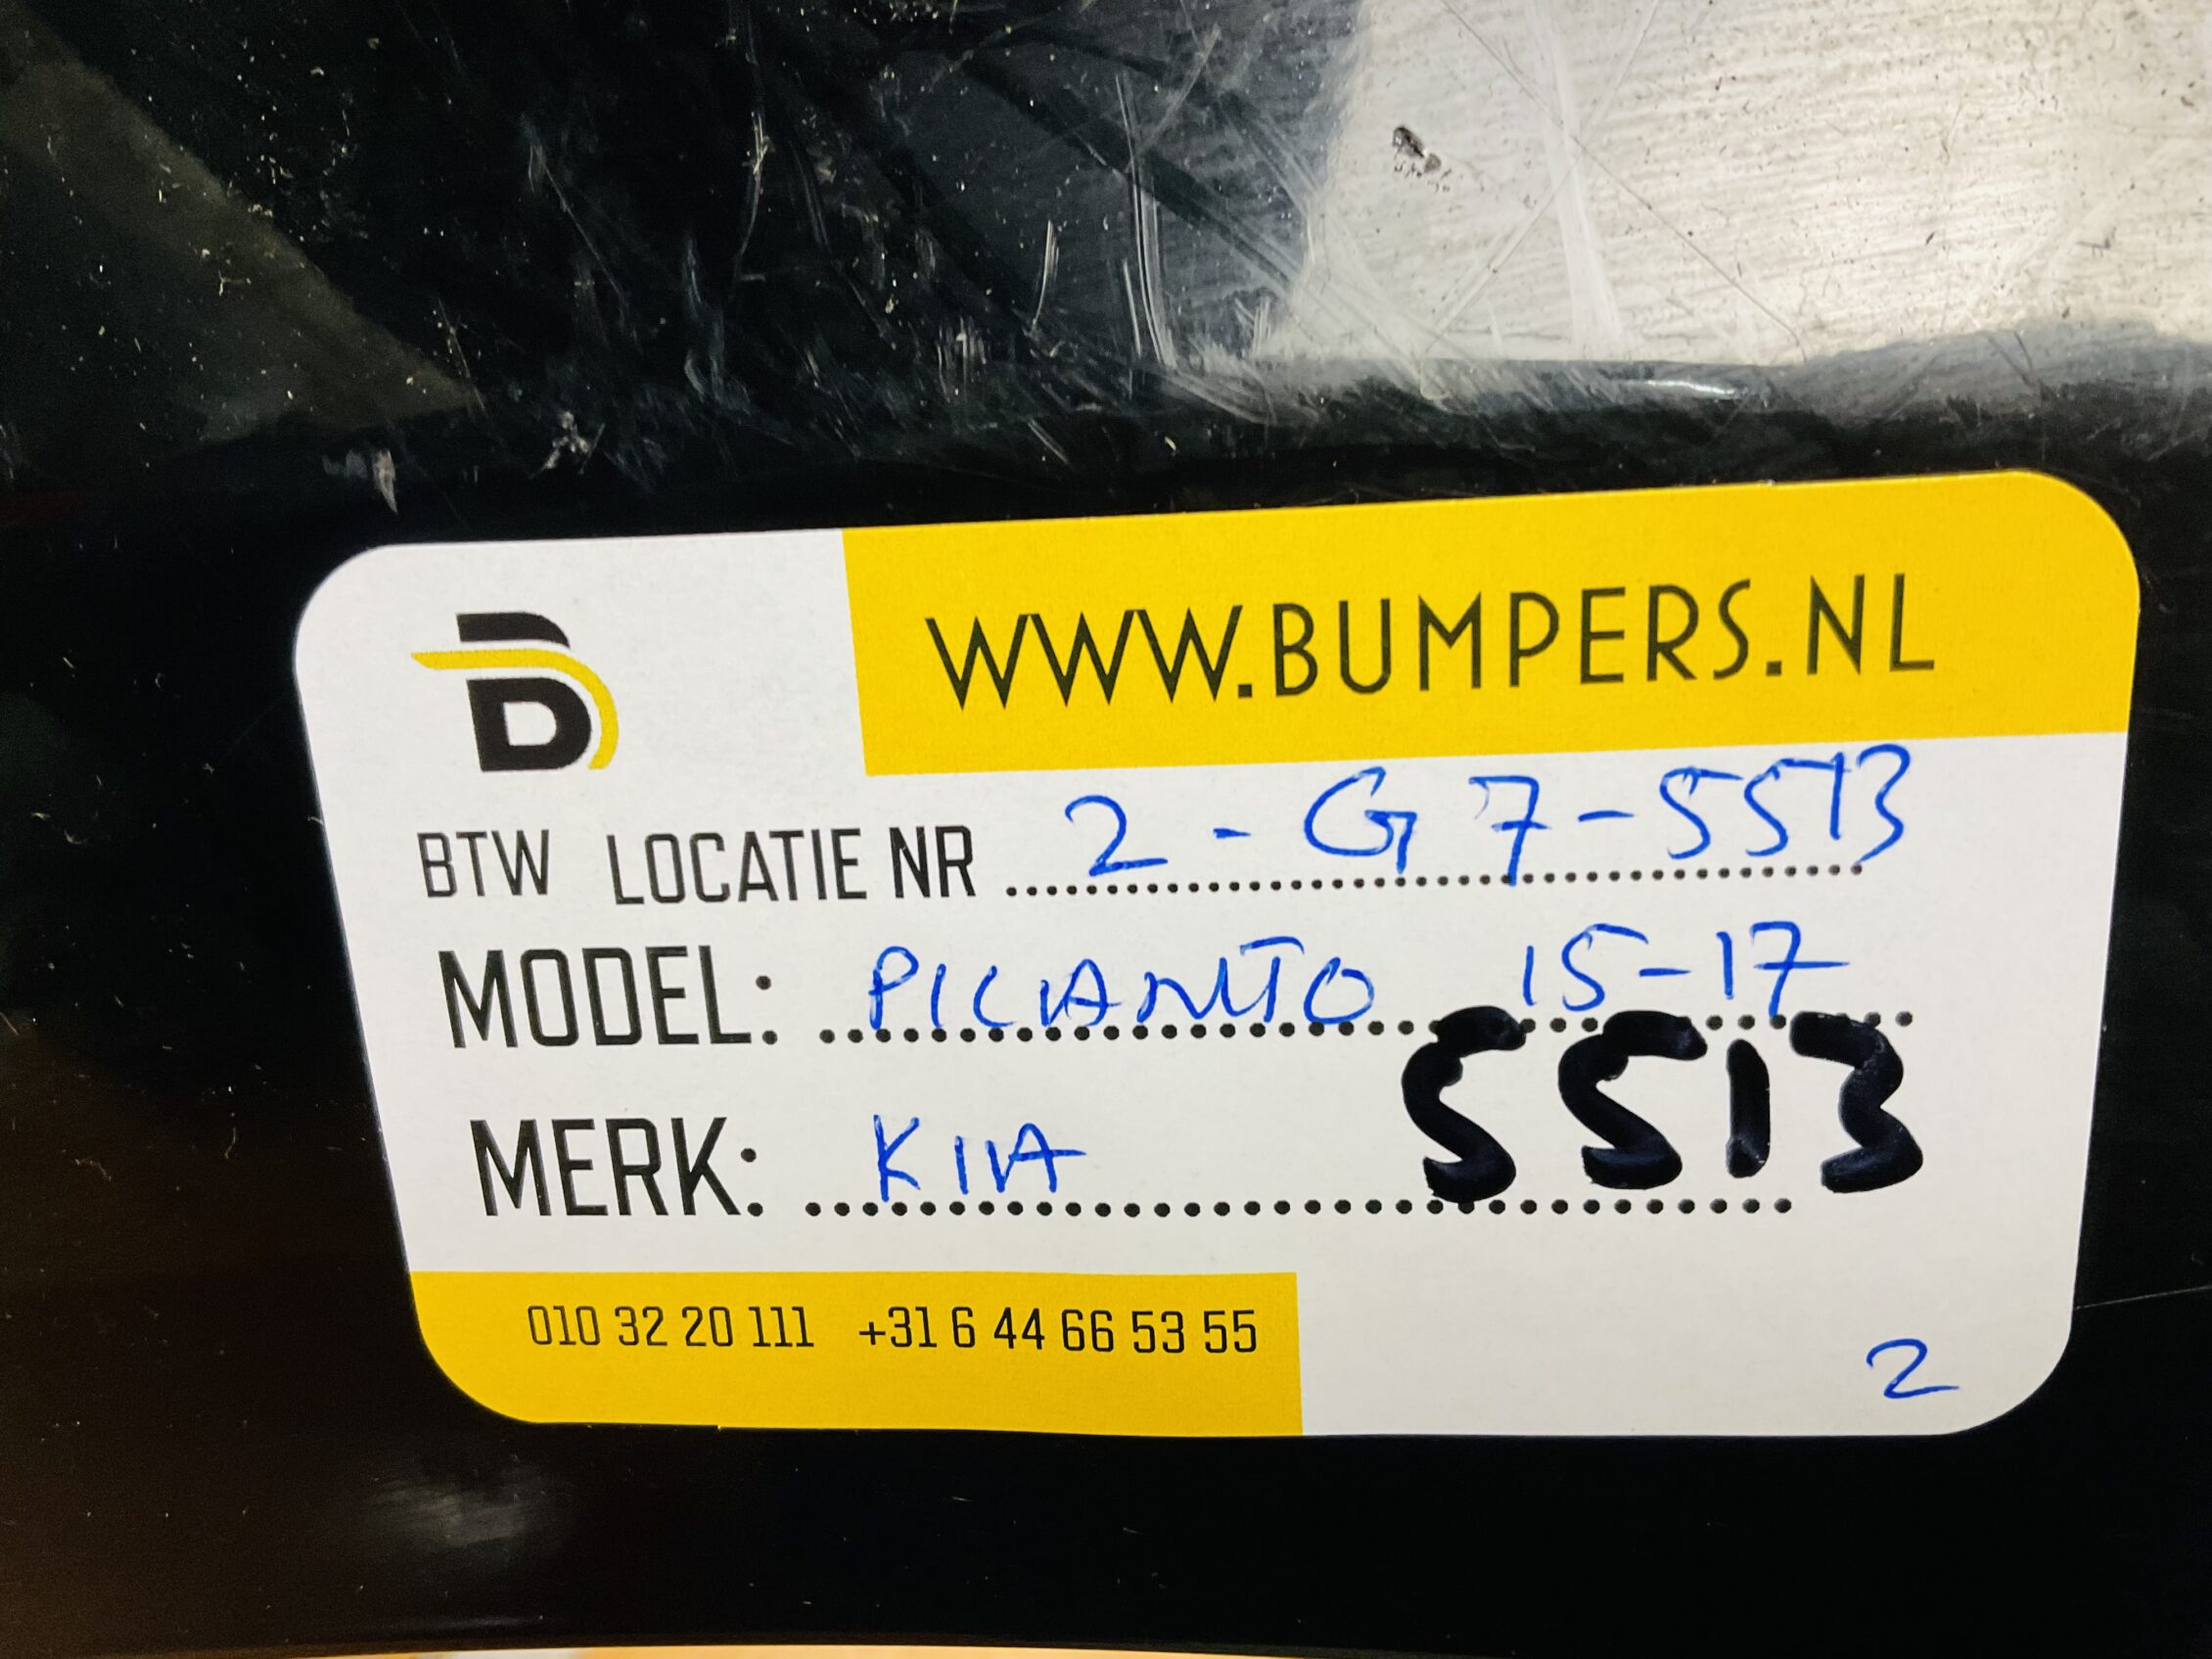 WWW.BUMPERS.NL
BTW LOCATIE NR 2 - G7-5513
MODEL: PICANTO 15-17
5513
MERK: KIA
010 32 20 111 +31 6 44 66 53 55
2